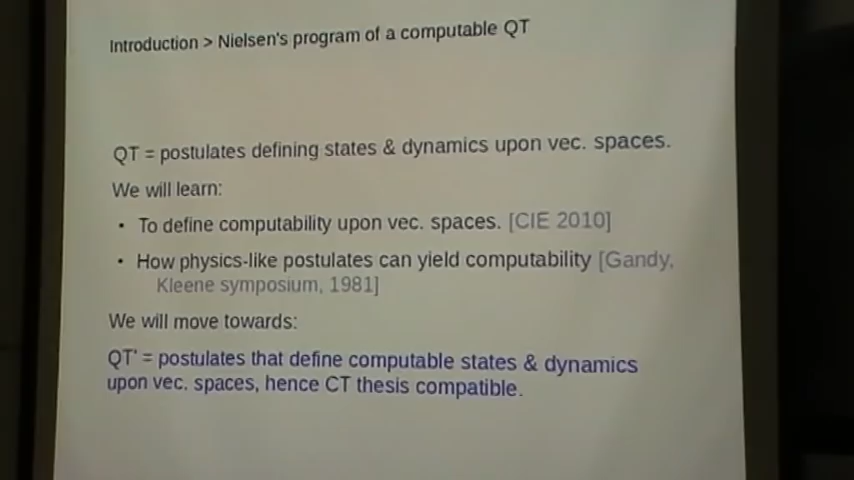 Introduction > Nielsen's program of a computable QT
QT = postulates defining states & dynamics upon vec. spaces.
We will learn:
• To define computability upon vec. spaces. [CIE 2010]
• How physics-like postulates can yield computability [Gandy,
Kleene symposium, 1981]
We will move towards:
QT' = postulates that define computable states & dynamics
upon vec. spaces, hence CT thesis compatible.